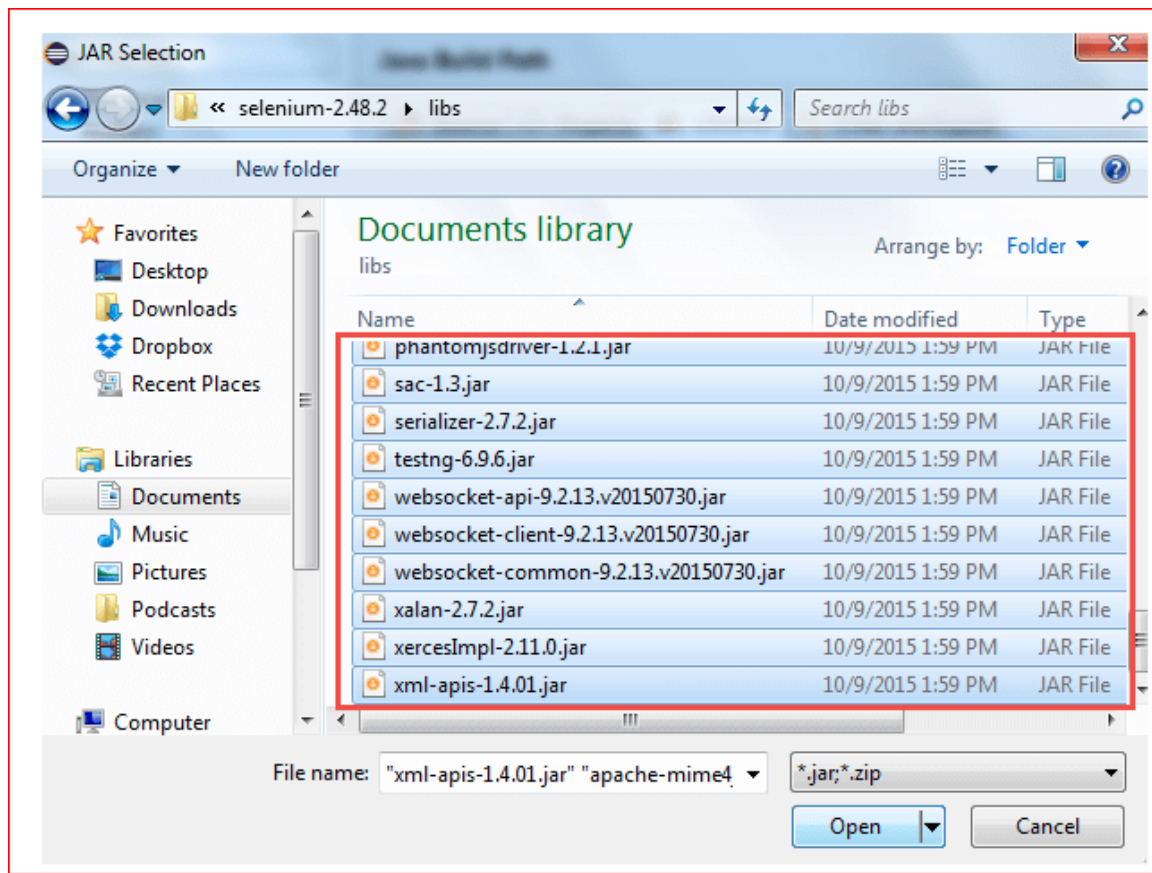 JAR Selection
Java Build Path
« selenium-2.48.2 ▸ libs
Search libs
Organize
New folder
Favorites
Desktop
Downloads
Dropbox
Recent Places
Libraries
Documents
Music
Pictures
Podcasts
Videos
Computer
Documents library
libs
Arrange by: Folder
Name Date modified Type
phantomjsdriver-1.2.1.jar 10/9/2015 1:59 PM JAR File
sac-1.3.jar 10/9/2015 1:59 PM JAR File
serializer-2.7.2.jar 10/9/2015 1:59 PM JAR File
testng-6.9.6.jar 10/9/2015 1:59 PM JAR File
websocket-api-9.2.13.v20150730.jar 10/9/2015 1:59 PM JAR File
websocket-client-9.2.13.v20150730.jar 10/9/2015 1:59 PM JAR File
websocket-common-9.2.13.v20150730.jar 10/9/2015 1:59 PM JAR File
xalan-2.7.2.jar 10/9/2015 1:59 PM JAR File
xercesImpl-2.11.0.jar 10/9/2015 1:59 PM JAR File
xml-apis-1.4.01.jar 10/9/2015 1:59 PM JAR File
File name: "xml-apis-1.4.01.jar" "apache-mime4
*.jar;*.zip
Open
Cancel